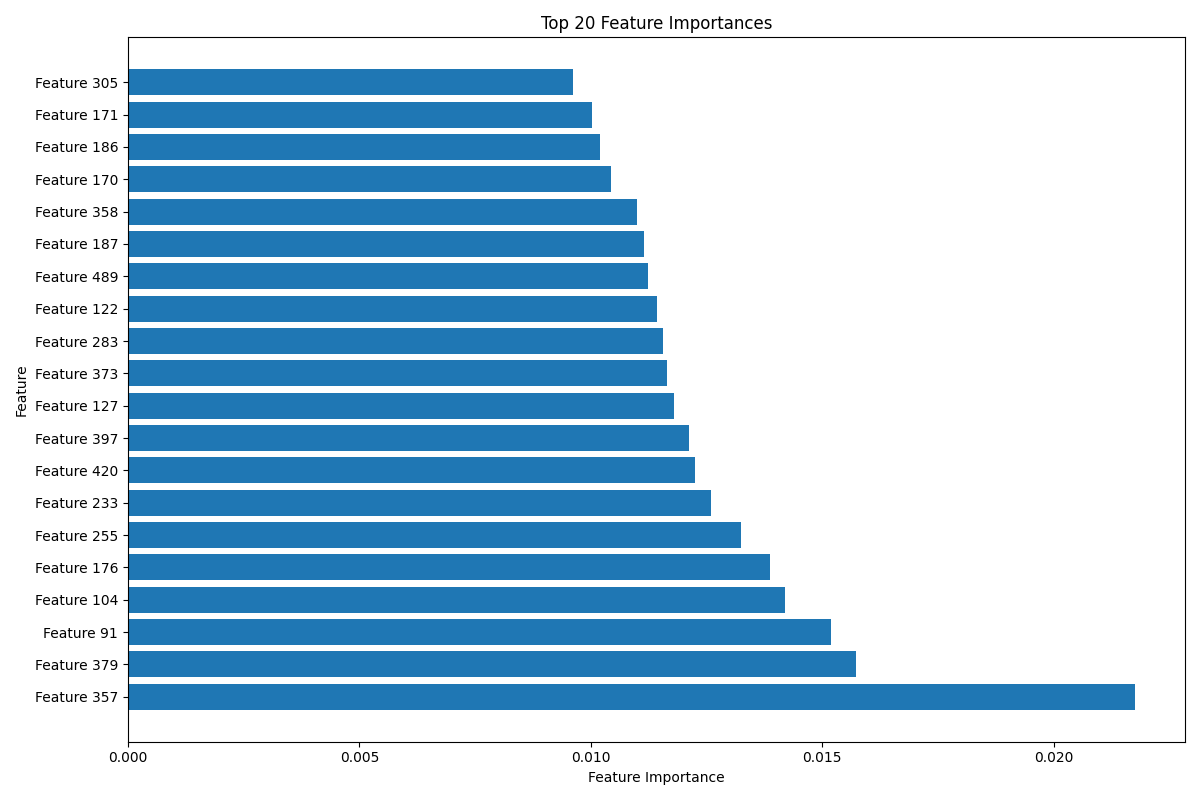 Top 20 Feature Importances
Feature 305
Feature 171
Feature 186
Feature 170
Feature 358
Feature 187
Feature 489
Feature 122
Feature 283
Feature 373
Feature 127
Feature 397
Feature 420
Feature 233
Feature 255
Feature 176
Feature 104
Feature 91
Feature 379
Feature 357
Feature
0.000 0.005 0.010 0.015 0.020
Feature Importance